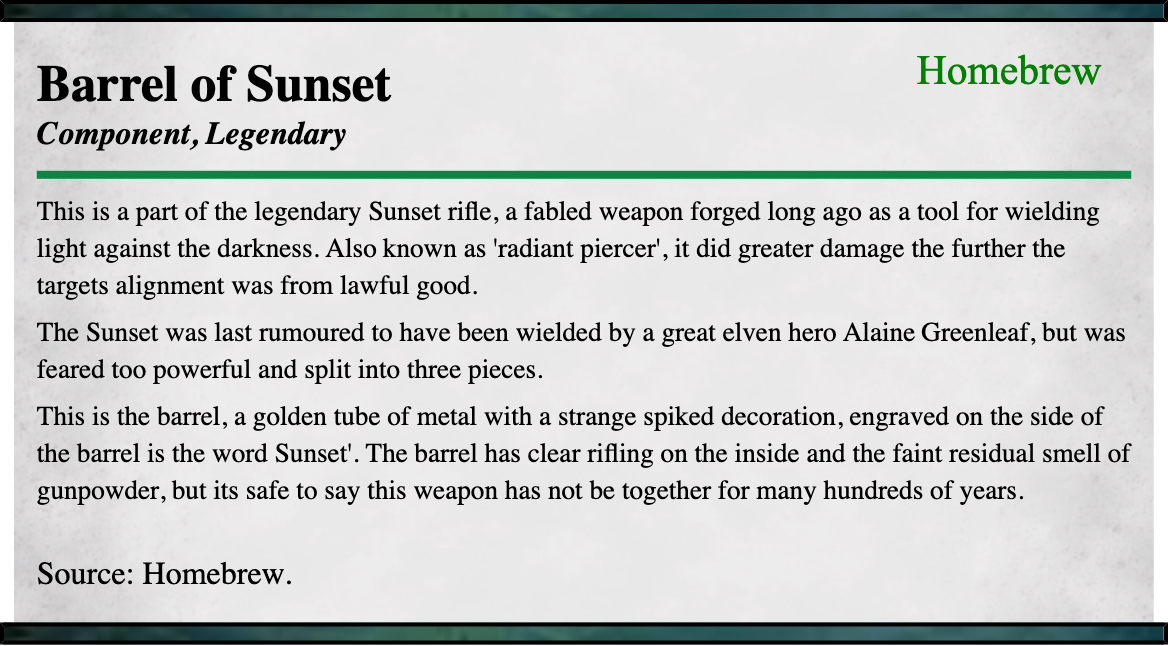 Barrel of Sunset
Homebrew
Component, Legendary
This is a part of the legendary Sunset rifle, a fabled weapon forged long ago as a tool for wielding
light against the darkness. Also known as 'radiant piercer', it did greater damage the further the
targets alignment was from lawful good.
The Sunset was last rumoured to have been wielded by a great elven hero Alaine Greenleaf, but was
feared too powerful and split into three pieces.
This is the barrel, a golden tube of metal with a strange spiked decoration, engraved on the side of
the barrel is the word Sunset'. The barrel has clear rifling on the inside and the faint residual smell of
gunpowder, but its safe to say this weapon has not be together for many hundreds of years.
Source: Homebrew.